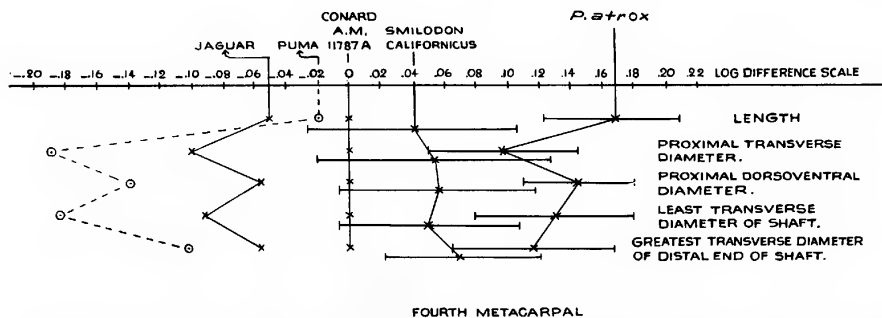 P. atrox
CONARD
A.M. SMILODON
JAGUAR PUMA 11787A CALIFORNICUS
-.20 -.18 -.16 -.14 -.12 -.10 -.08 -.06 -.04 -.02 0 .02 .04 .06 .08 .10 .12 .14 .16 .18 .20 .22 LOG DIFFERENCE SCALE
LENGTH
PROXIMAL TRANSVERSE
DIAMETER.
PROXIMAL DORSOVENTRAL
DIAMETER.
LEAST TRANSVERSE
DIAMETER OF SHAFT.
GREATEST TRANSVERSE DIAMETER
OF DISTAL END OF SHAFT.
FOURTH METACARPAL